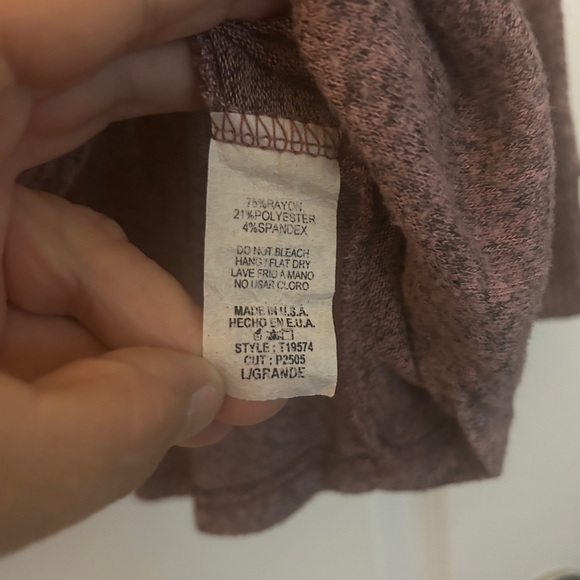 75%RAYON
21%POLYESTER
4%SPANDEX
DO NOT BLEACH
HANG/FLAT DRY
LAVE FRIO A MANO
NO USAR CLORO
MADE IN U.S.A.
HECHO EN E.U.A.
STYLE : T19574
CUT : P2505
L/GRANDE